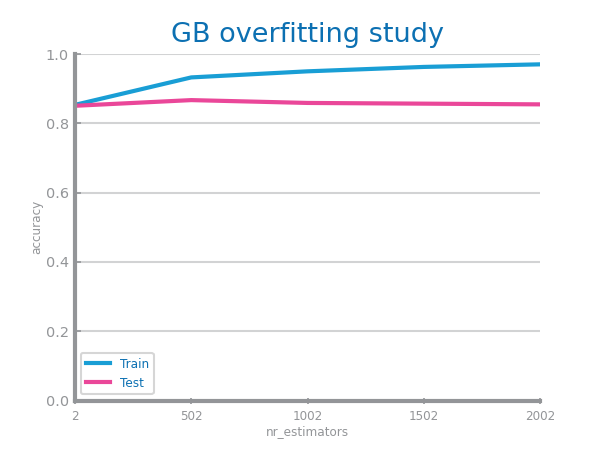 GB overfitting study
1.0
0.8
0.6
0.4
0.2
0.0
accuracy
Train
Test
2 502 1002 1502 2002
nr_estimators